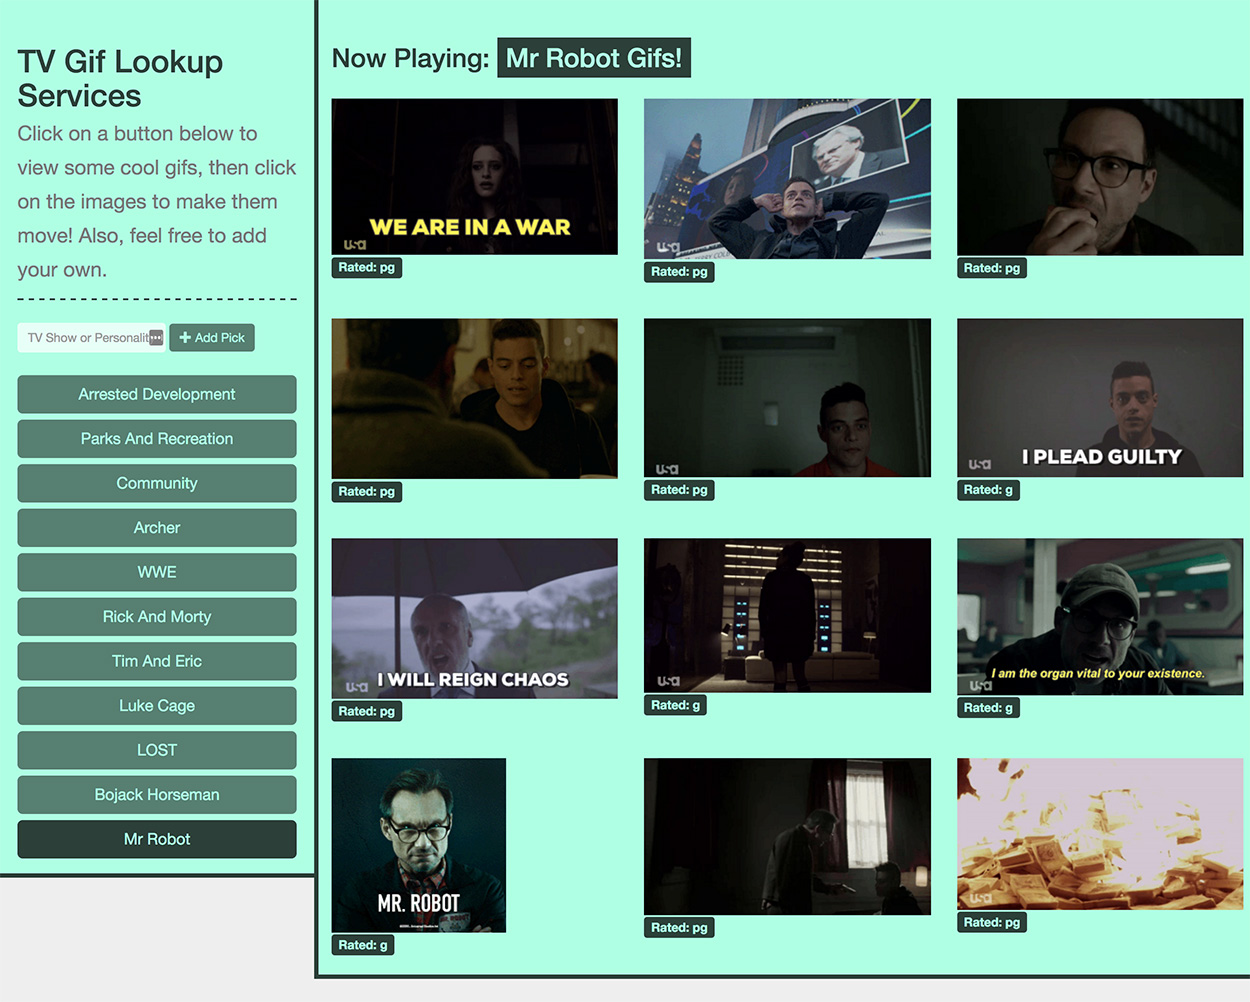 TV Gif Lookup
Services
Click on a button below to
view some cool gifs, then click
on the images to make them
move! Also, feel free to add
your own.
TV Show or Personalit
Add Pick
Arrested Development
Parks And Recreation
Community
Archer
WWE
Rick And Morty
Tim And Eric
Luke Cage
LOST
Bojack Horseman
Mr Robot
Now Playing: Mr Robot Gifs!
WE ARE IN A WAR
usa
Rated: pg
usa
Rated: pg
Rated: pg
Rated: pg
usa
Rated: pg
I PLEAD GUILTY
usa
Rated: g
I WILL REIGN CHAOS
usa
Rated: pg
usa
Rated: g
I am the organ vital to your existence.
usa
Rated: g
MR. ROBOT
Rated: g
Rated: pg
usa
Rated: pg